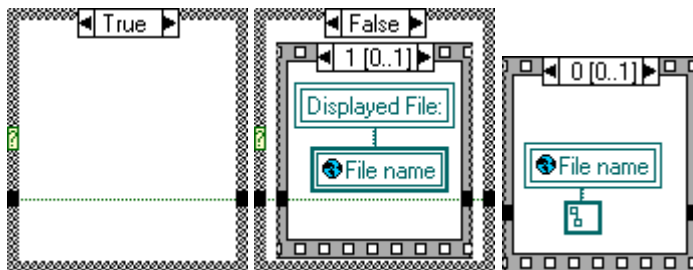 True
False
1 [0..1]
Displayed File:
File name
0 [0..1]
File name